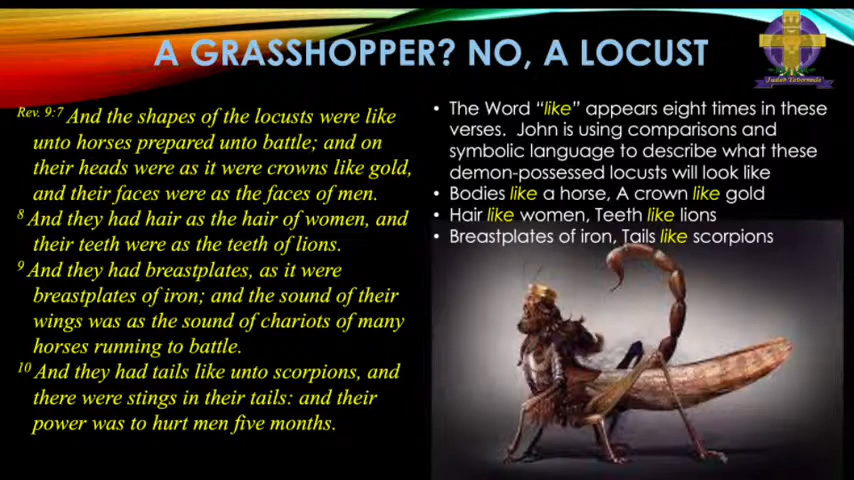 A GRASSHOPPER? NO, A LOCUST
Rev. 9:7 And the shapes of the locusts were like
unto horses prepared unto battle; and on
their heads were as it were crowns like gold,
and their faces were as the faces of men.
8 And they had hair as the hair of women, and
their teeth were as the teeth of lions.
9 And they had breastplates, as it were
breastplates of iron; and the sound of their
wings was as the sound of chariots of many
horses running to battle.
10 And they had tails like unto scorpions, and
there were stings in their tails: and their
power was to hurt men five months.
• The Word “like” appears eight times in these
verses. John is using comparisons and
symbolic language to describe what these
demon-possessed locusts will look like
• Bodies like a horse, A crown like gold
• Hair like women, Teeth like lions
• Breastplates of iron, Tails like scorpions